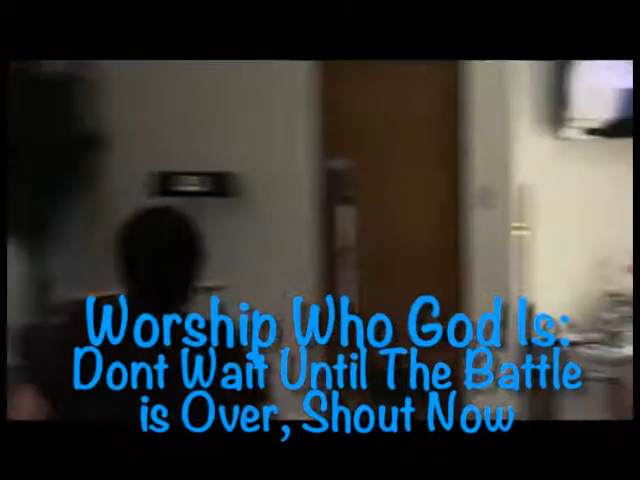 Worship Who God Is:
Dont Wait Until The Battle
is Over, Shout Now